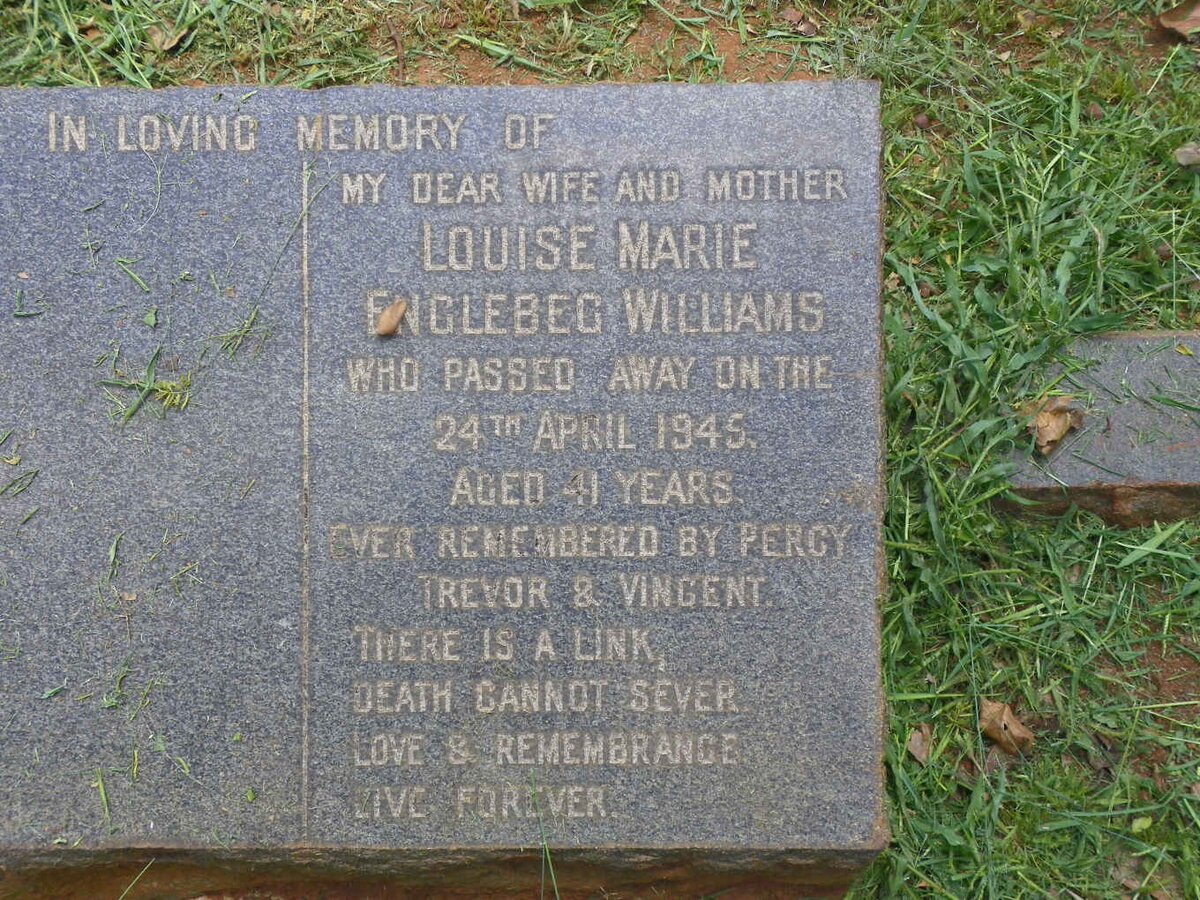 IN LOVING MEMORY OF
MY DEAR WIFE AND MOTHER
LOUISE MARIE
ENGLEBEG WILLIAMS
WHO PASSED AWAY ON THE
24TH APRIL 1945.
AGED 41 YEARS.
EVER REMEMBERED BY PERCY
TREVOR & VINCENT.
THERE IS A LINK,
DEATH CANNOT SEVER.
LOVE & REMEMBRANCE
LIVE FOREVER.